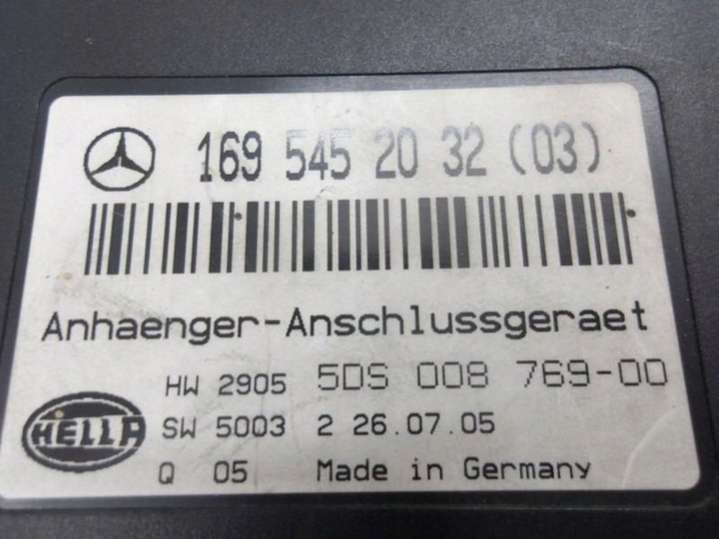 169 545 20 32 (03)
Anhaenger-Anschlussgeraet
HW 2905 5DS 008 769-00
HELLA SW 5003 2 26.07.05
Q 05 Made in Germany